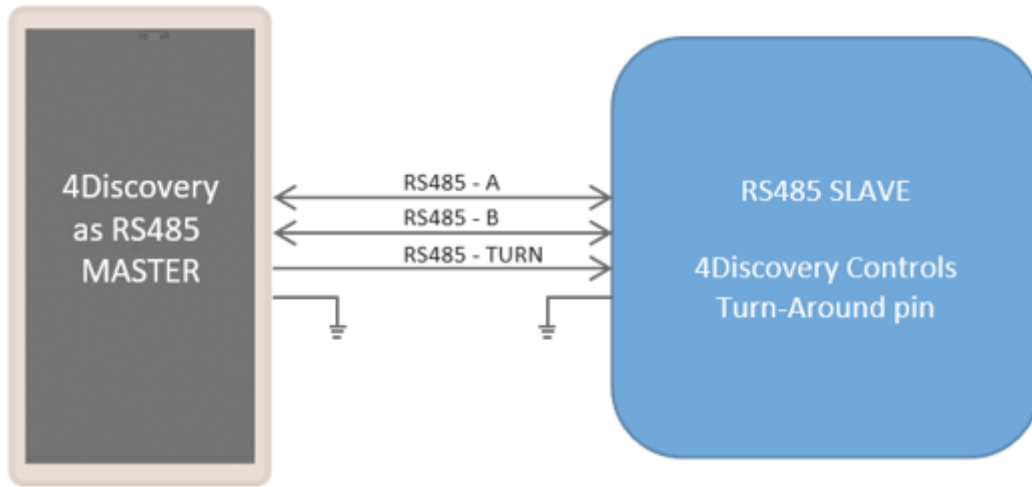 4Discovery
as RS485
MASTER
RS485 - A
RS485 - B
RS485 - TURN
RS485 SLAVE
4Discovery Controls
Turn-Around pin